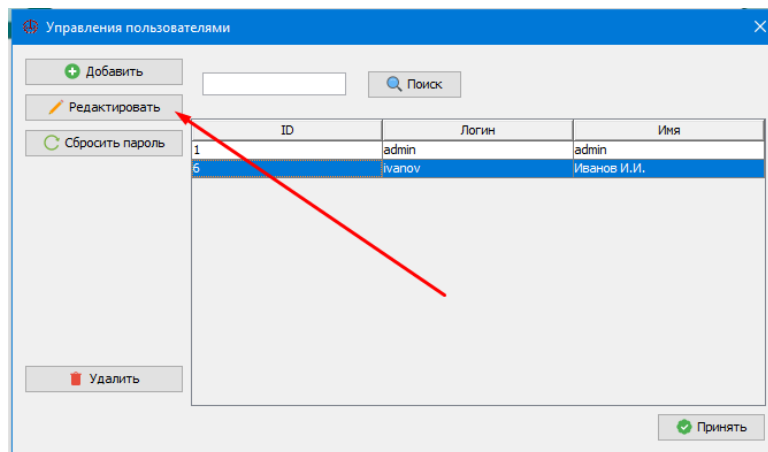 Управления пользователями
Добавить
Поиск
Редактировать
Сбросить пароль
ID Логин Имя
1 admin admin
6 ivanov Иванов И.И.
Удалить
Принять